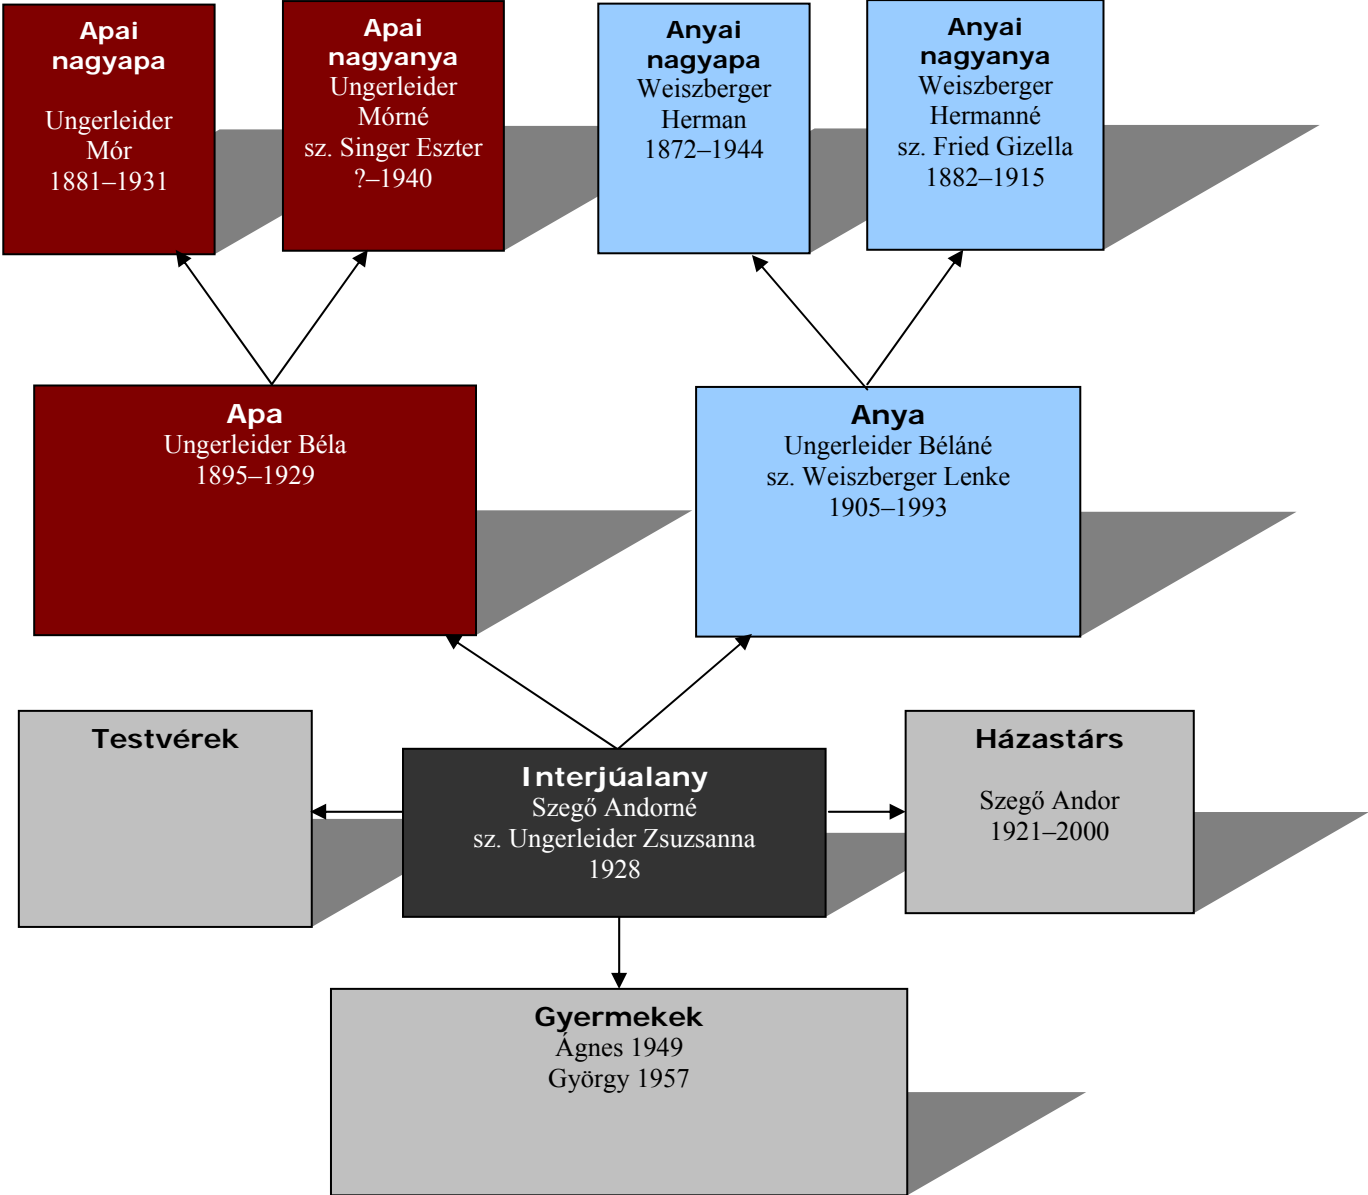 Apai
nagyapa
Ungerleider
Mór
1881–1931
Apai
nagyanya
Ungerleider
Mórné
sz. Singer Eszter
?–1940
Anyai
nagyapa
Weiszberger
Herman
1872–1944
Anyai
nagyanya
Weiszberger
Hermanné
sz. Fried Gizella
1882–1915
Apa
Ungerleider Béla
1895–1929
Anya
Ungerleider Béláné
sz. Weiszberger Lenke
1905–1993
Testvérek
Interjúalany
Szegő Andorné
sz. Ungerleider Zsuzsanna
1928
Házastárs
Szegő Andor
1921–2000
Gyermekek
Ágnes 1949
György 1957